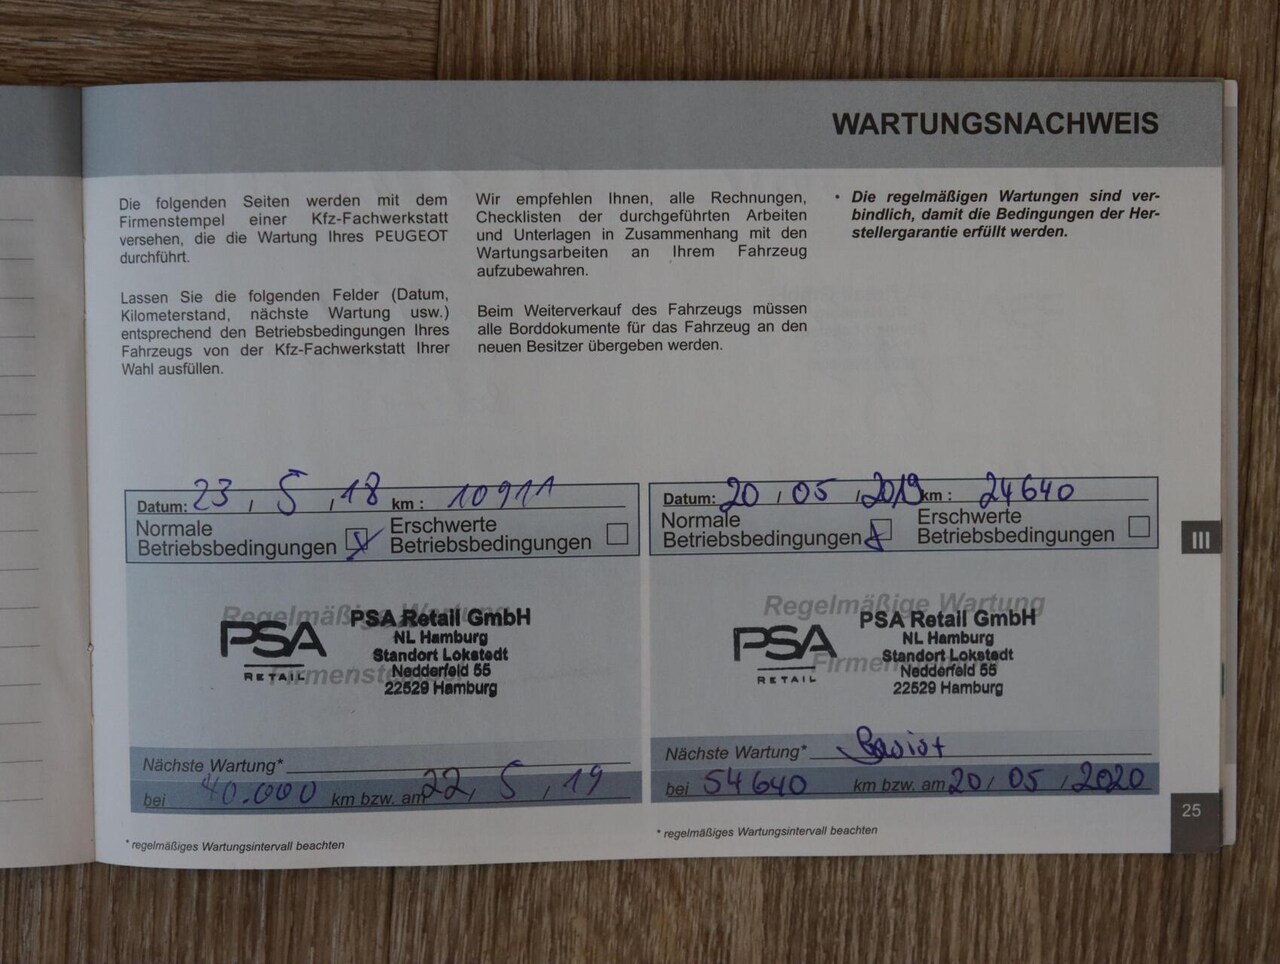 WARTUNGSNACHWEIS
Die folgenden Seiten werden mit dem
Firmenstempel einer Kfz-Fachwerkstatt
versehen, die die Wartung Ihres PEUGEOT
durchführt.
Lassen Sie die folgenden Felder (Datum,
Kilometerstand, nächste Wartung usw.)
entsprechend den Betriebsbedingungen Ihres
Fahrzeugs von der Kfz-Fachwerkstatt Ihrer
Wahl ausfüllen.
Wir empfehlen Ihnen, alle Rechnungen,
Checklisten der durchgeführten Arbeiten
und Unterlagen in Zusammenhang mit den
Wartungsarbeiten an Ihrem Fahrzeug
aufzubewahren.
Beim Weiterverkauf des Fahrzeugs müssen
alle Borddokumente für das Fahrzeug an den
neuen Besitzer übergeben werden.
• Die regelmäßigen Wartungen sind ver-
bindlich, damit die Bedingungen der Her-
stellergarantie erfüllt werden.
Datum: 23 , 5 , 18 km : 10911
Normale
Betriebsbedingungen
Erschwerte
Betriebsbedingungen
Regelmäßige Wartung
PSA RETAIL
PSA Retail GmbH
NL Hamburg
Standort Lokstedt
Nedderfeld 55
22529 Hamburg
Nächste Wartung*
bei 40.000 km bzw. am 22, 5, 19
* regelmäßiges Wartungsintervall beachten
Datum: 20 , 05 , 2019 km : 24640
Normale
Betriebsbedingungen
Erschwerte
Betriebsbedingungen
Regelmäßige Wartung
PSA RETAIL
PSA Retail GmbH
NL Hamburg
Standort Lokstedt
Nedderfeld 55
22529 Hamburg
Nächste Wartung*
bei 54640 km bzw. am 20, 05, 2020
* regelmäßiges Wartungsintervall beachten
III
25